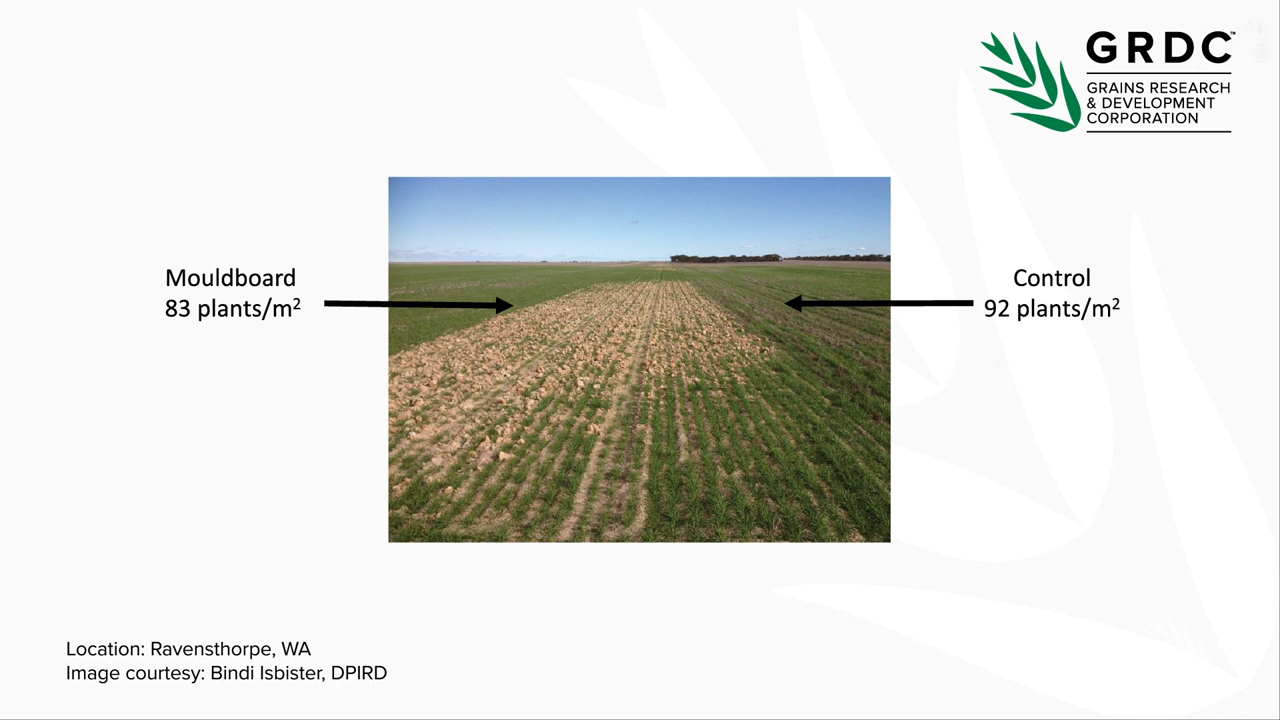 GRDC™
GRAINS RESEARCH
& DEVELOPMENT
CORPORATION
Mouldboard
83 plants/m²
Control
92 plants/m²
Location: Ravensthorpe, WA
Image courtesy: Bindi Isbister, DPIRD